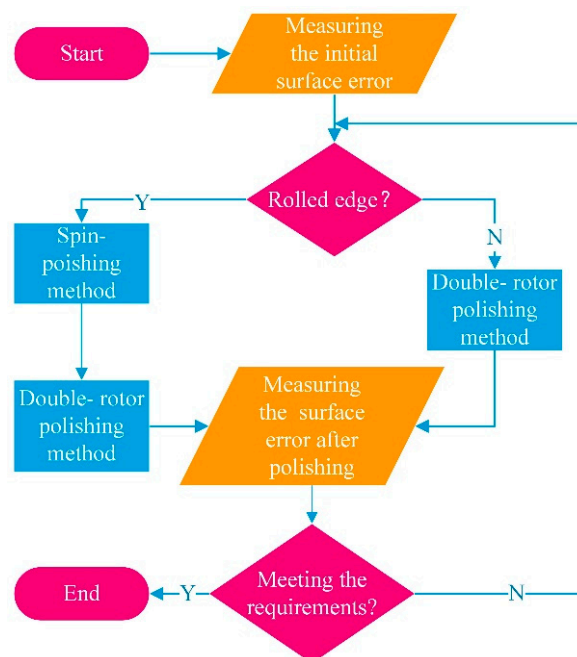 Start
Measuring
the initial
surface error
Rolled edge?
Y
N
Spin-
poishing
method
Double- rotor
polishing
method
Double- rotor
polishing
method
Measuring
the surface
error after
polishing
Meeting the
requirements?
Y
N
End